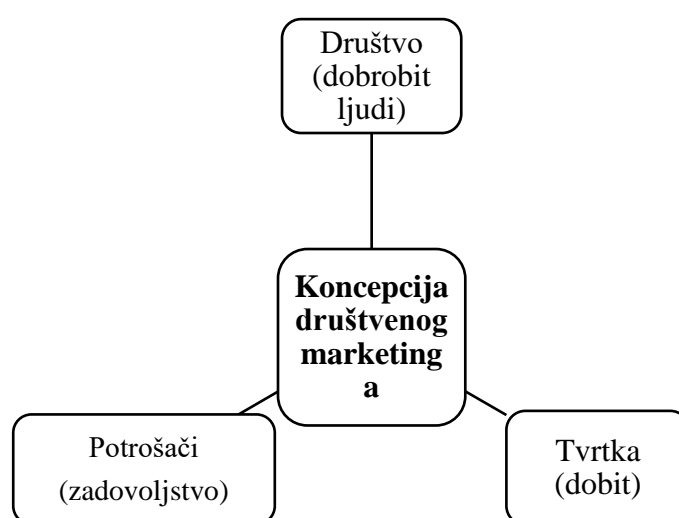 Društvo
(dobrobit
ljudi)
Koncepcija
društvenog
marketing
a
Potrošači
(zadovoljstvo)
Tvrtka
(dobit)